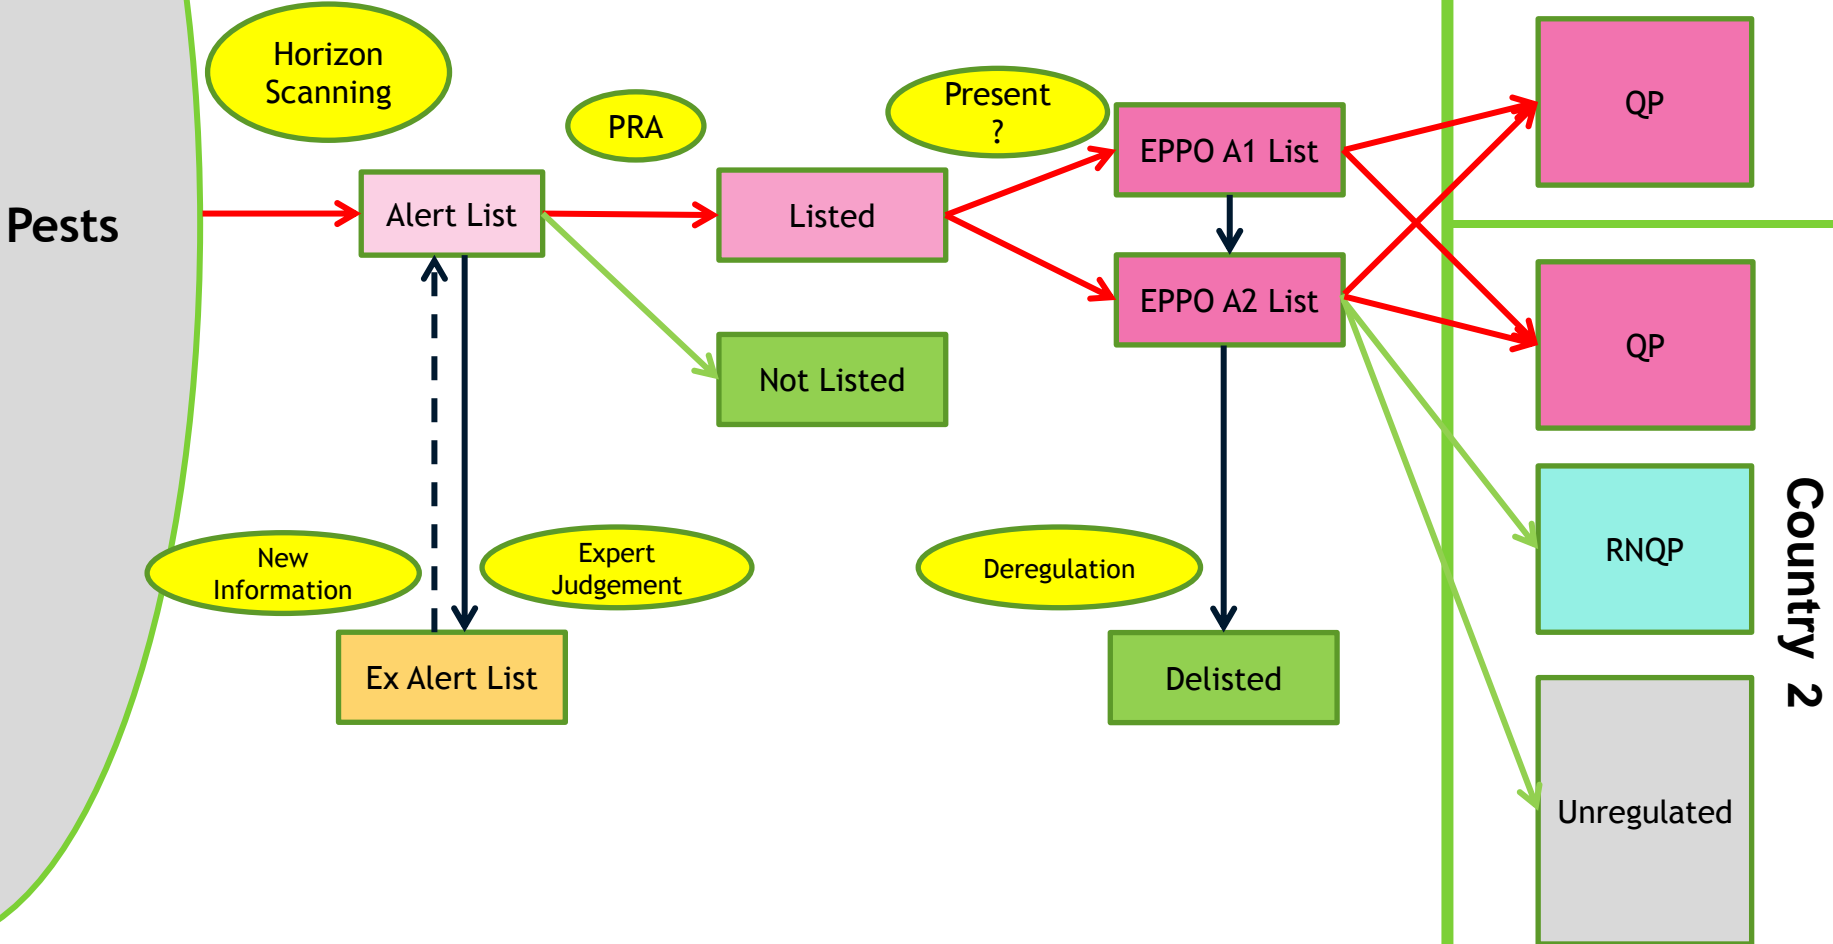 Horizon
Scanning
PRA
Present
?
EPPO A1 List
QP
Pests
Alert List
Listed
EPPO A2 List
QP
Not Listed
New
Information
Expert
Judgement
Deregulation
RNQP
Country 2
Ex Alert List
Delisted
Unregulated